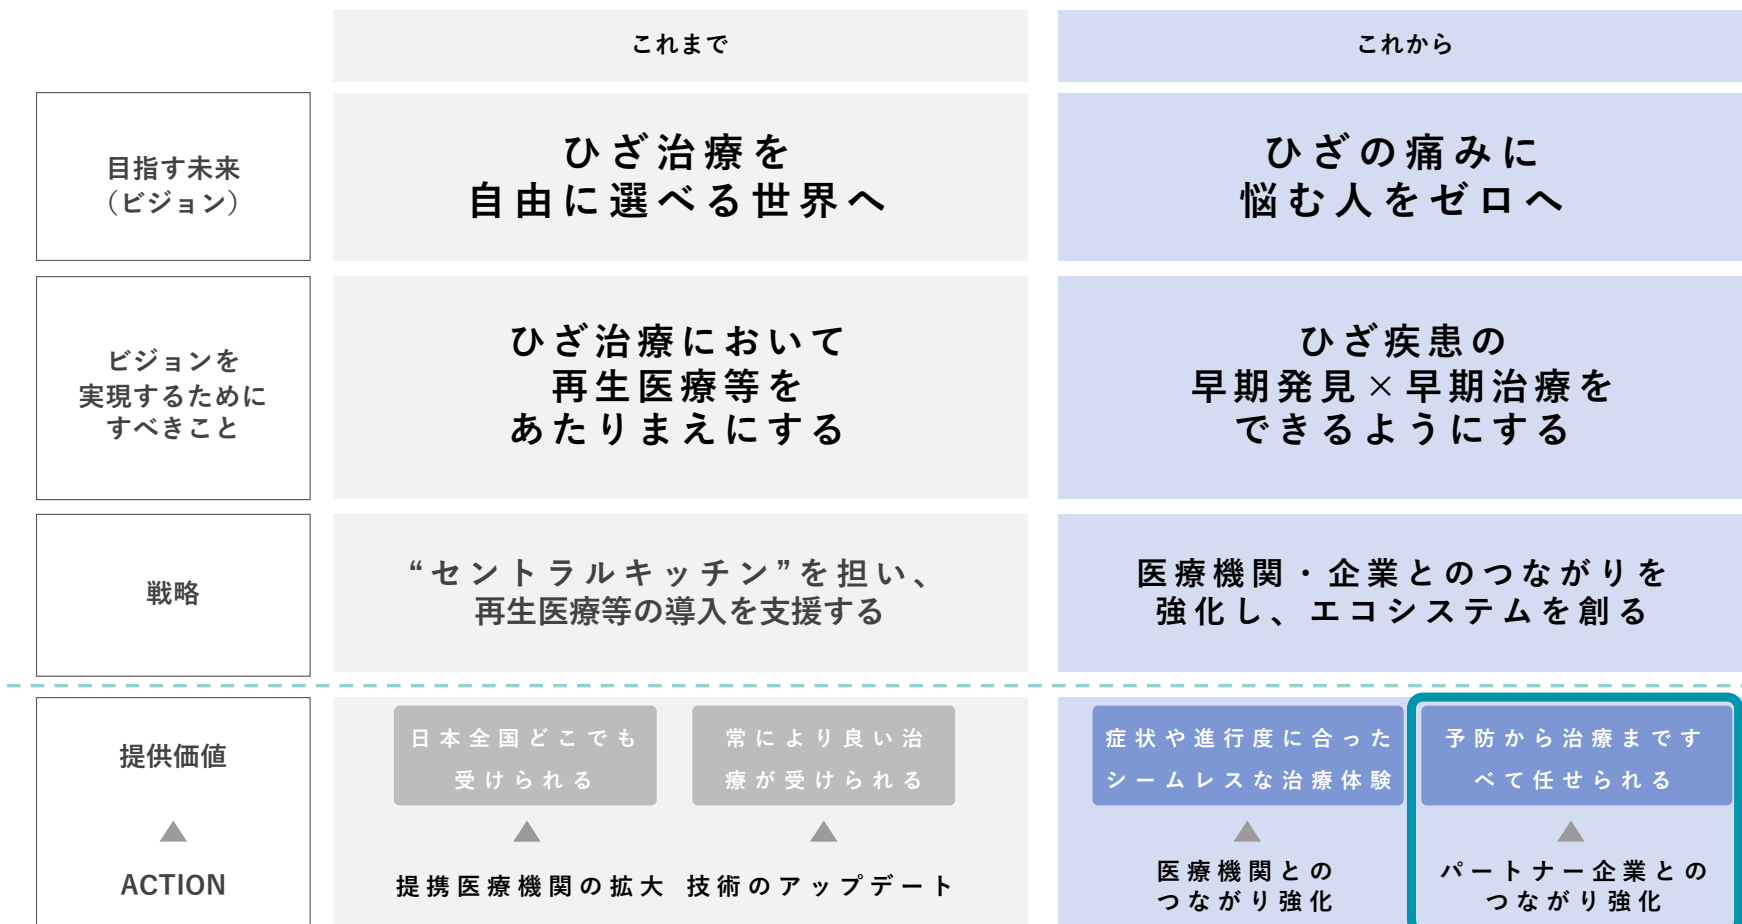 これまで
これから
目指す未来
（ビジョン）
ひざ治療を
自由に選べる世界へ
ひざの痛みに
悩む人をゼロへ
ビジョンを
実現するために
すべきこと
ひざ治療において
再生医療等を
あたりまえにする
ひざ疾患の
早期発見×早期治療を
できるようにする
戦略
“セントラルキッチン”を担い、
再生医療等の導入を支援する
医療機関・企業とのつながりを
強化し、エコシステムを創る
提供価値
▲
ACTION
日本全国どこでも
受けられる
▲
提携医療機関の拡大
常により良い治
療が受けられる
▲
技術のアップデート
症状や進行度に合った
シームレスな治療体験
▲
医療機関との
つながり強化
予防から治療まです
べて任せられる
▲
パートナー企業との
つながり強化